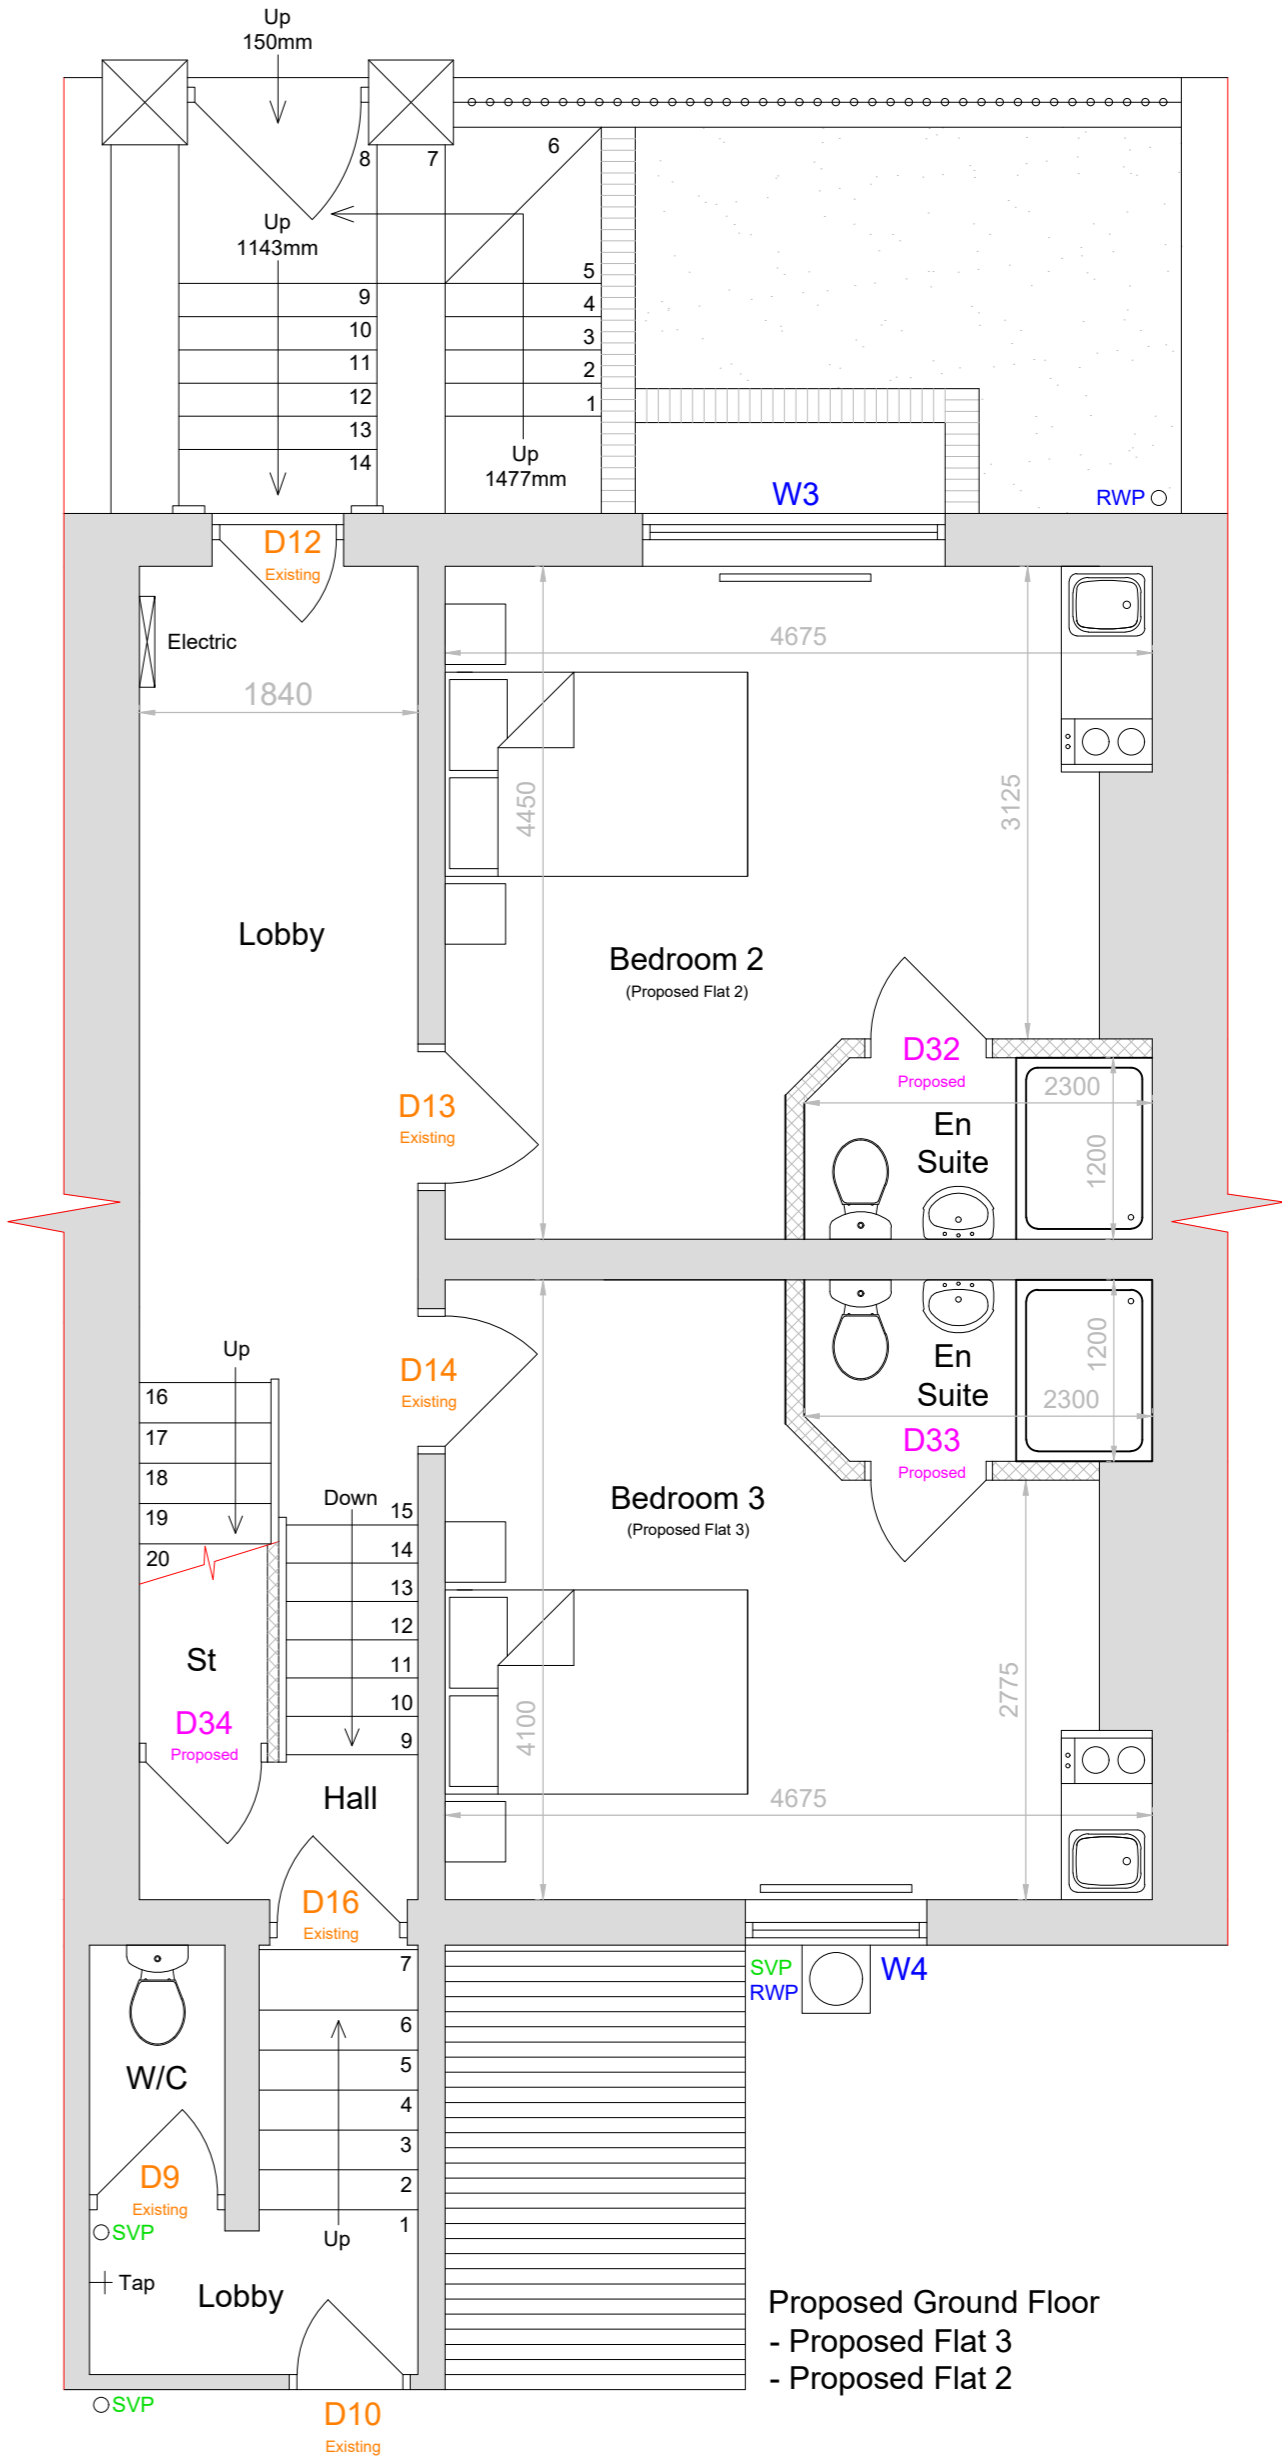 Up
150mm
8
7
6
Up
1143mm
5
9
4
10
3
11
2
12
1
13
14
Up
1477mm
W3
RWP
D12
Existing
Electric
4675
1840
4450
3125
Lobby
Bedroom 2
(Proposed Flat 2)
D32
Proposed
2300
D13
Existing
En
Suite
1200
Up
D14
Existing
En
Suite
1200
2300
16
17
18
19
20
D33
Proposed
Down
15
14
13
12
11
10
9
Bedroom 3
(Proposed Flat 3)
St
D34
Proposed
4100
2775
Hall
4675
D16
Existing
7
SVP
RWP
W4
6
5
4
3
2
1
W/C
D9
Existing
SVP
Up
Tap
Lobby
Proposed Ground Floor
- Proposed Flat 3
- Proposed Flat 2
SVP
D10
Existing